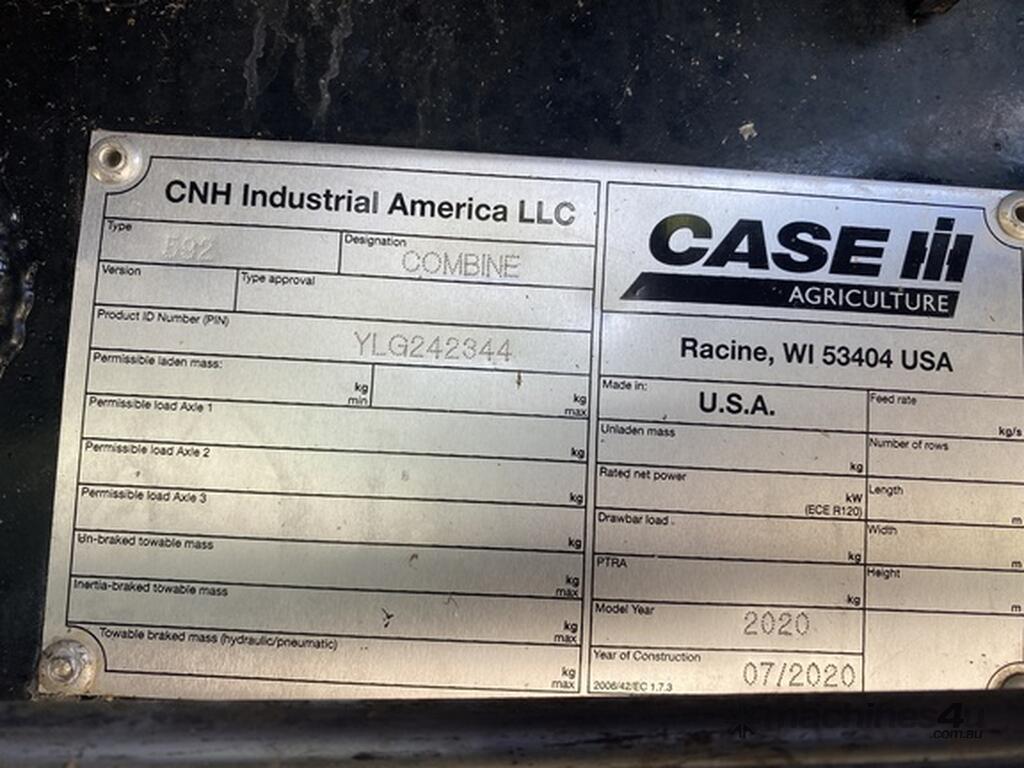 CNH Industrial America LLC
Type
Designation
COMBINE
Version
Type approval
Product ID Number (PIN)
YLG242344
Permissible laden mass:
kg
min
kg
max
Permissible load Axle 1
kg
Permissible load Axle 2
kg
Permissible load Axle 3
kg
Un-braked towable mass
kg
max
Inertia-braked towable mass
kg
max
Towable braked mass (hydraulic/pneumatic)
kg
max
CASE IH
AGRICULTURE
Racine, WI 53404 USA
Made in:
U.S.A.
Feed rate
kg/s
Unladen mass
kg
Number of rows
Rated net power
kW
(ECE R120)
Length
m
Drawbar load
kg
Width
m
PTRA
kg
Height
m
Model Year
2020
Year of Construction
2006/42/EC 1.7.3
07/2020
machines4u
.com.au